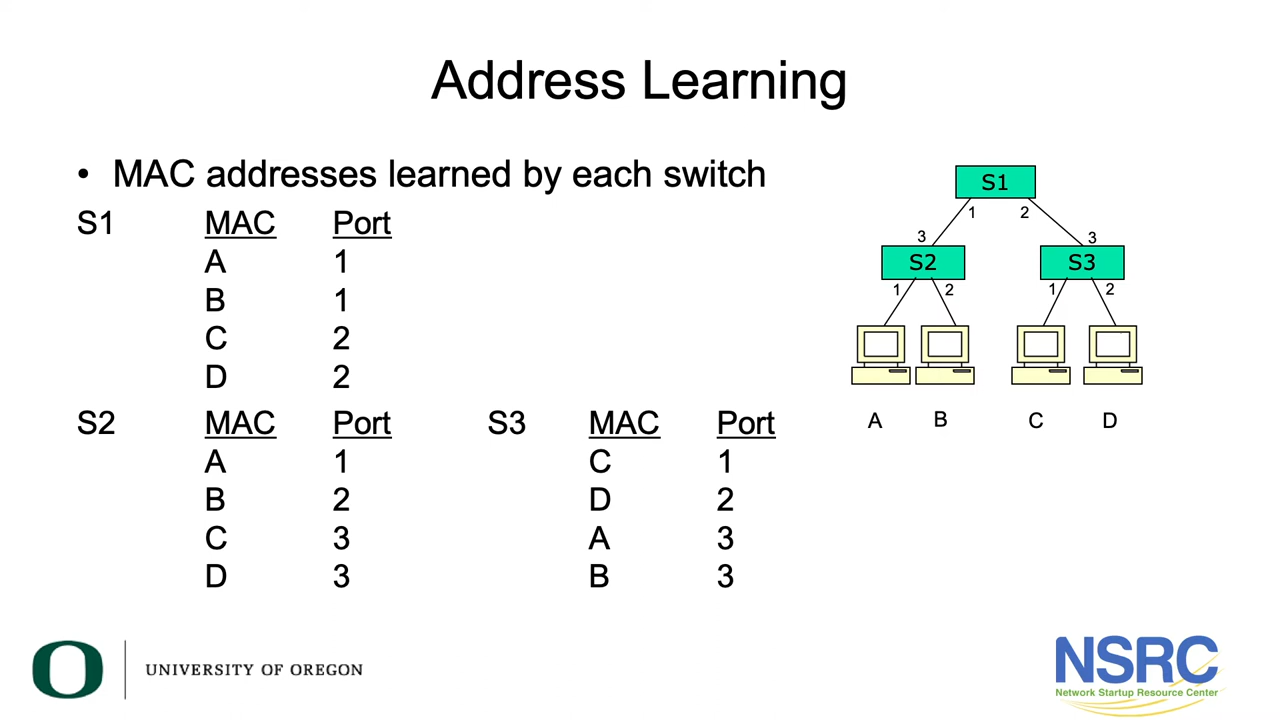 Address Learning
• MAC addresses learned by each switch
S1 MAC Port
A 1
B 1
C 2
D 2
S2 MAC Port
A 1
B 2
C 3
D 3
S3 MAC Port
C 1
D 2
A 3
B 3
S1
1 2
3 3
S2 S3
1 2 1 2
A B C D
O
UNIVERSITY OF OREGON
NSRC
Network Startup Resource Center